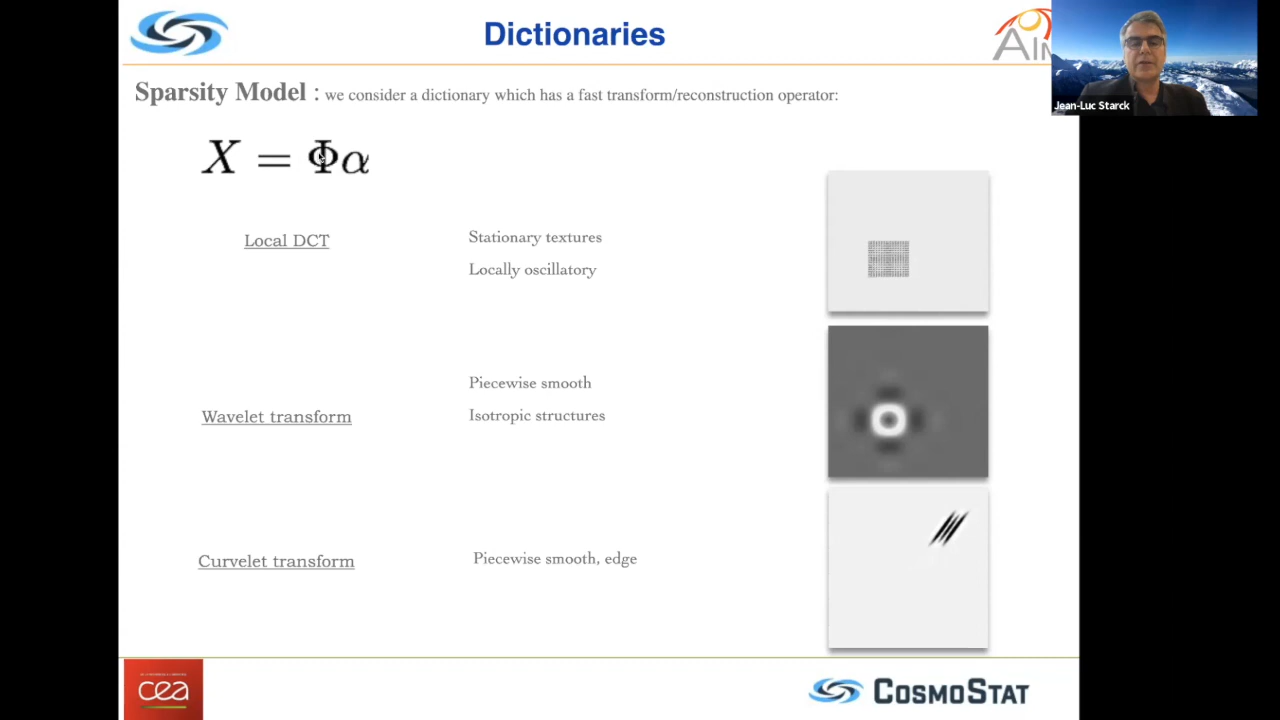 Dictionaries
AIM
Jean-Luc Starck
Sparsity Model : we consider a dictionary which has a fast transform/reconstruction operator:
X = Φα
Local DCT
Stationary textures
Locally oscillatory
Piecewise smooth
Wavelet transform
Isotropic structures
Curvelet transform
Piecewise smooth, edge
cea
COSMOSTAT